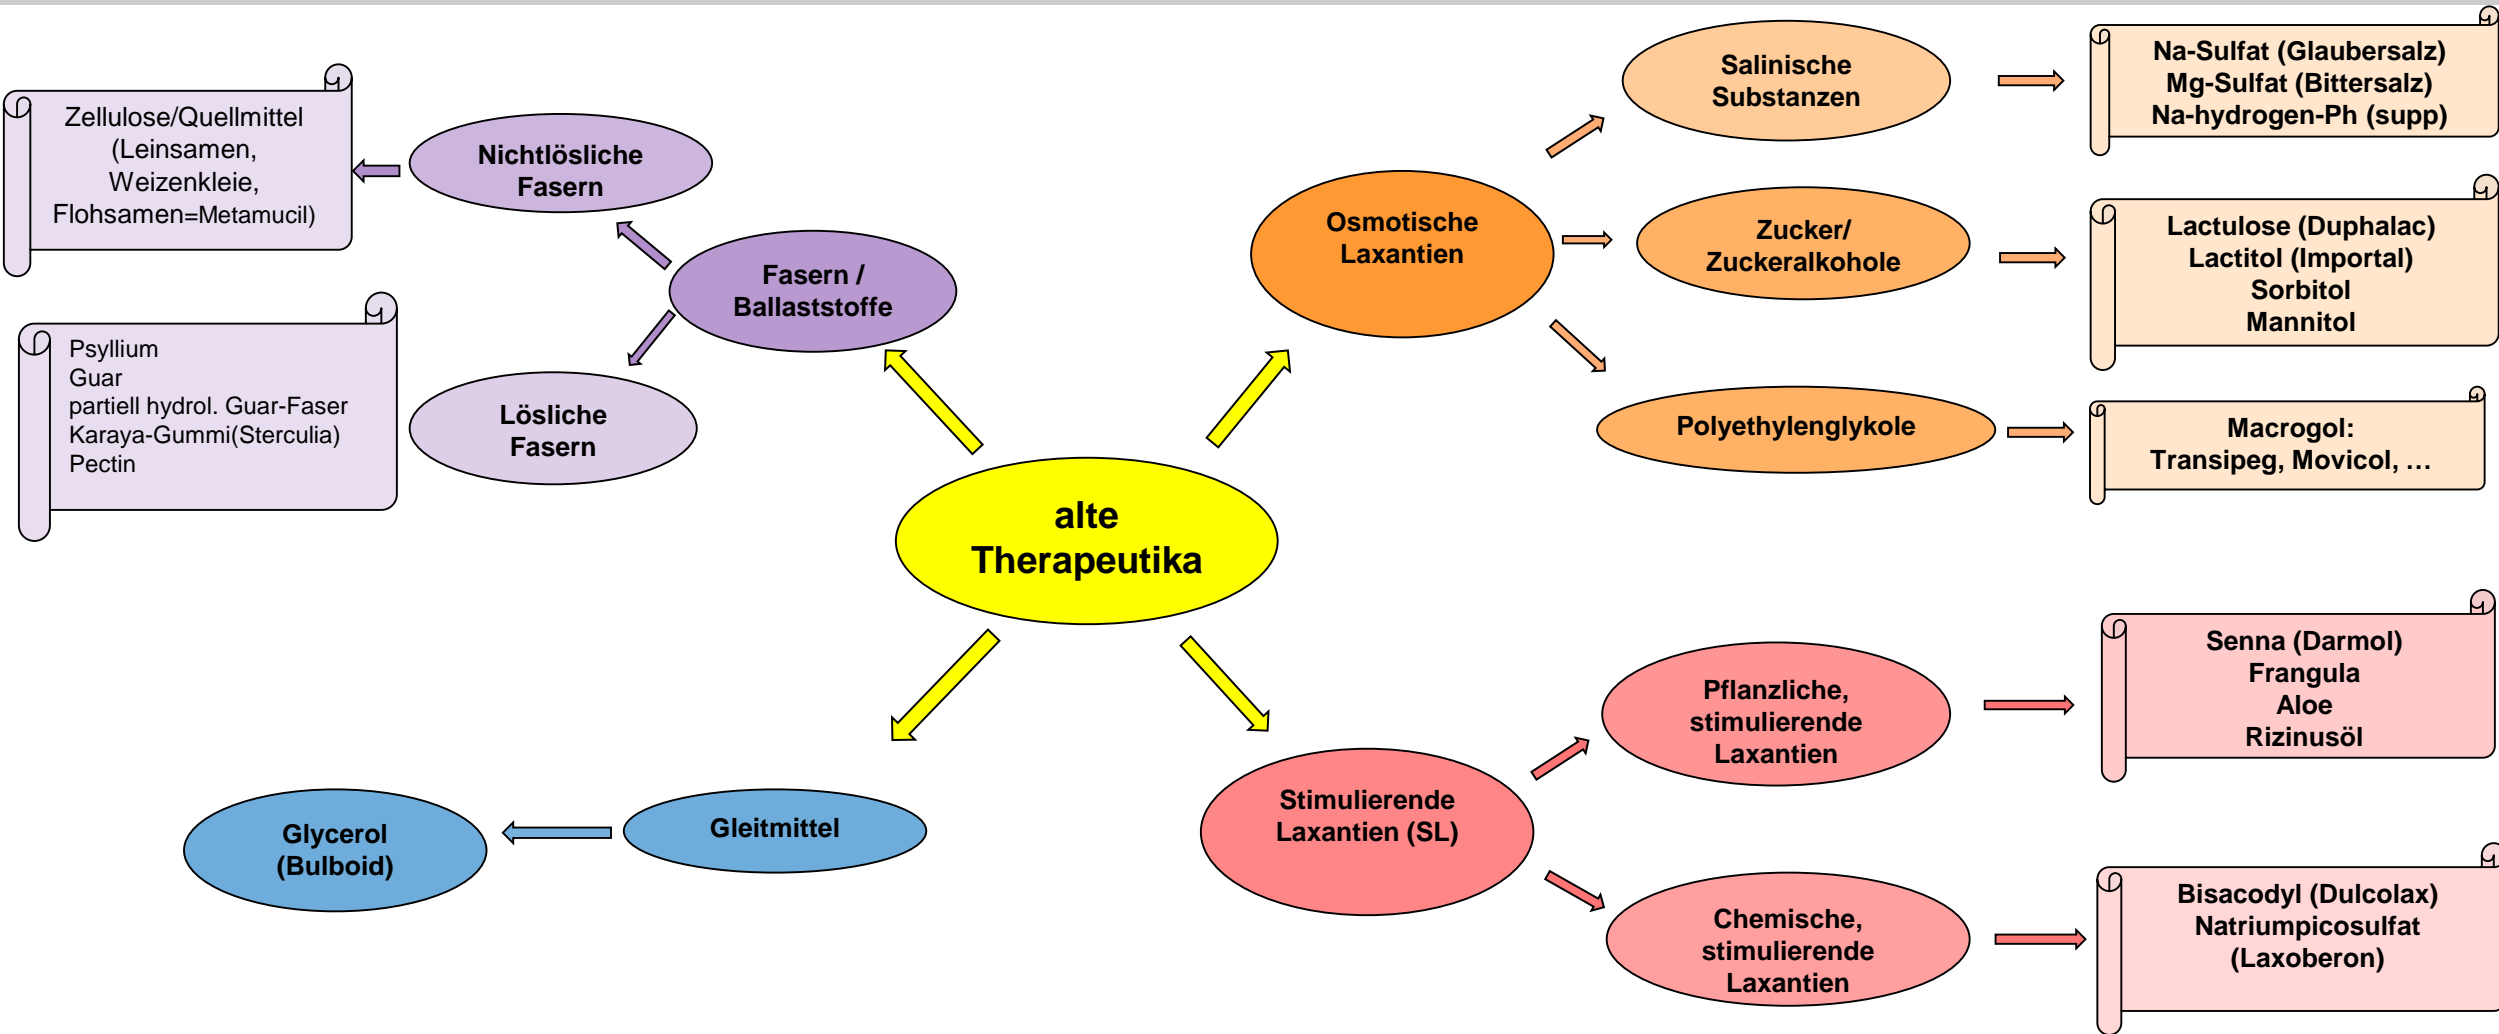 Zellulose/Quellmittel
(Leinsamen,
Weizenkleie,
Flohsamen=Metamucil)
Nichtlösliche
Fasern
Fasern /
Ballaststoffe
Psyllium
Guar
partiell hydrol. Guar-Faser
Karaya-Gummi(Sterculia)
Pectin
Lösliche
Fasern
alte
Therapeutika
Osmotische
Laxantien
Salinische
Substanzen
Na-Sulfat (Glaubersalz)
Mg-Sulfat (Bittersalz)
Na-hydrogen-Ph (supp)
Zucker/
Zuckeralkohole
Lactulose (Duphalac)
Lactitol (Importal)
Sorbitol
Mannitol
Polyethylenglykole
Macrogol:
Transipeg, Movicol, …
Gleitmittel
Glycerol
(Bulboid)
Stimulierende
Laxantien (SL)
Pflanzliche,
stimulierende
Laxantien
Senna (Darmol)
Frangula
Aloe
Rizinusöl
Chemische,
stimulierende
Laxantien
Bisacodyl (Dulcolax)
Natriumpicosulfat
(Laxoberon)